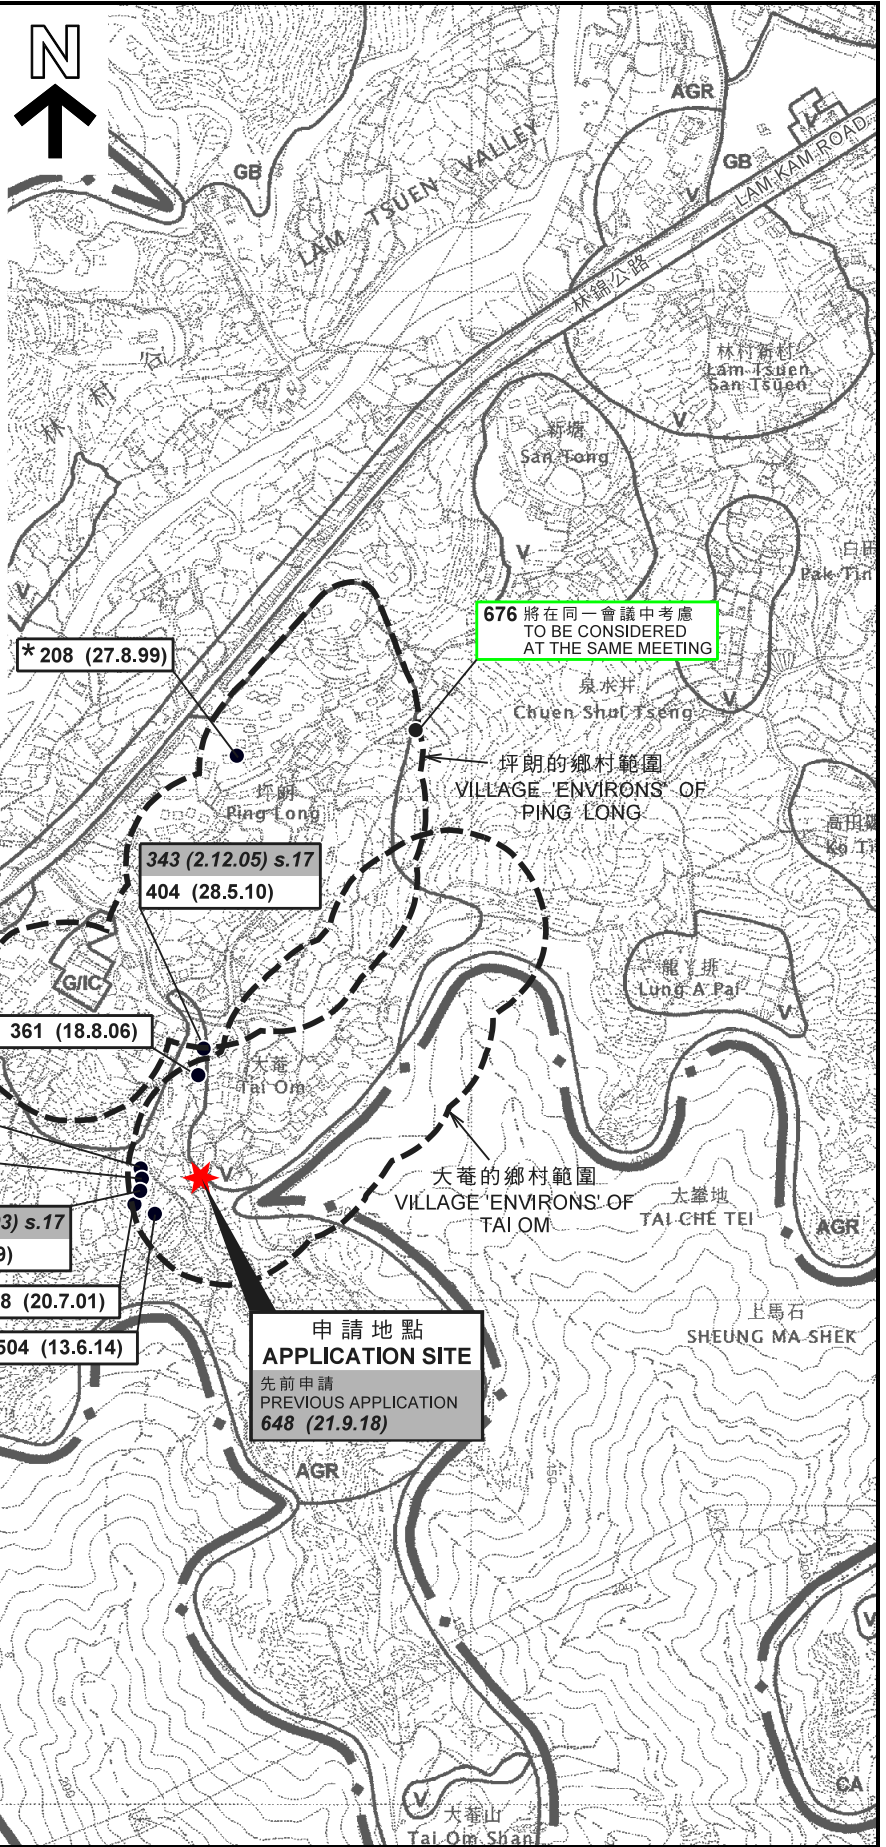 N
GB
AGR
GB
V
LAM TSUEN VALLEY
LAM KAM ROAD
林錦公路
林村谷
林村新村
Lam Tsuen
San Tsuen
V
新塘
San Tong
V
V
Pak Tin
676 將在同一會議中考慮
TO BE CONSIDERED
AT THE SAME MEETING
* 208 (27.8.99)
泉水井
Chuen Shui Tseng
V
坪朗的鄉村範圍
VILLAGE 'ENVIRONS' OF
PING LONG
坪朗
Ping Long
343 (2.12.05) s.17
404 (28.5.10)
G/IC
龍丫排
Lung A Pai
V
361 (18.8.06)
大菴
Tai Om
V
大菴的鄉村範圍
VILLAGE 'ENVIRONS' OF
TAI OM
TAI CHE TEI
AGR
3) s.17
9)
8 (20.7.01)
504 (13.6.14)
上馬石
SHEUNG MA SHEK
申請地點
APPLICATION SITE
先前申請
PREVIOUS APPLICATION
648 (21.9.18)
AGR
150
200
150
200
V
CA
V
大菴山
Tai Om Shan